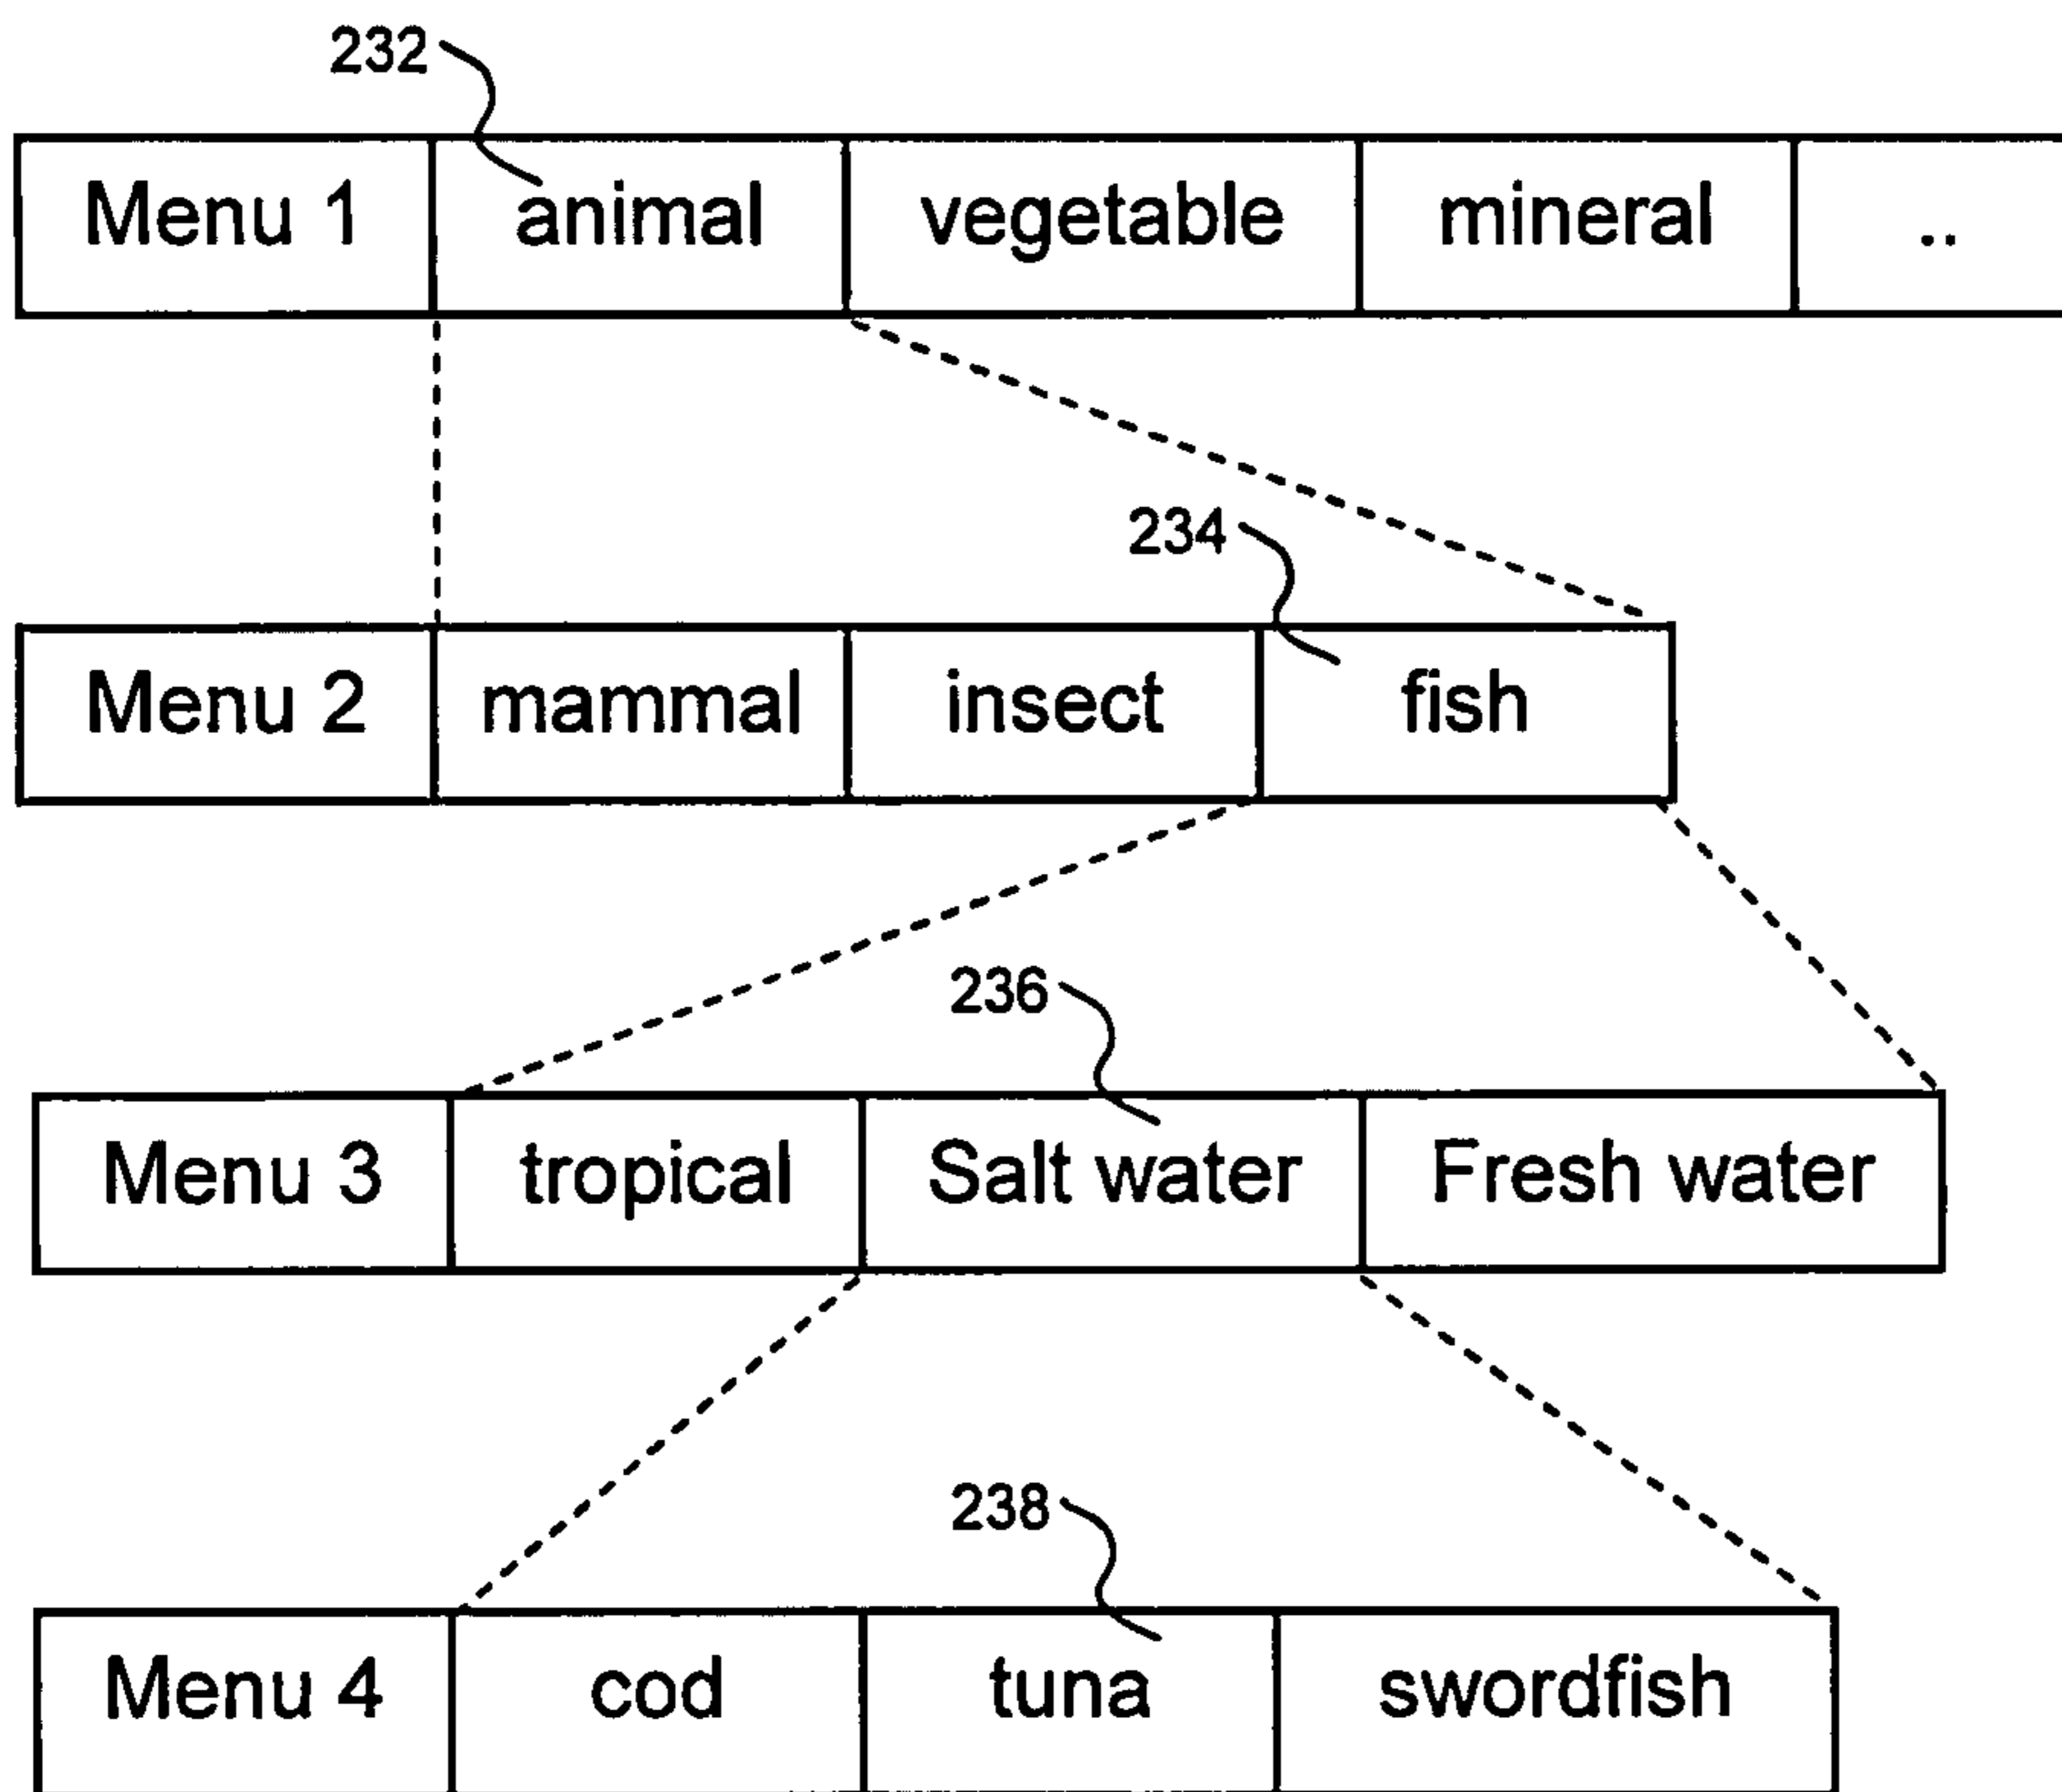 232
Menu 1 animal vegetable mineral ..
234
Menu 2 mammal insect fish
236
Menu 3 tropical Salt water Fresh water
238
Menu 4 cod tuna swordfish